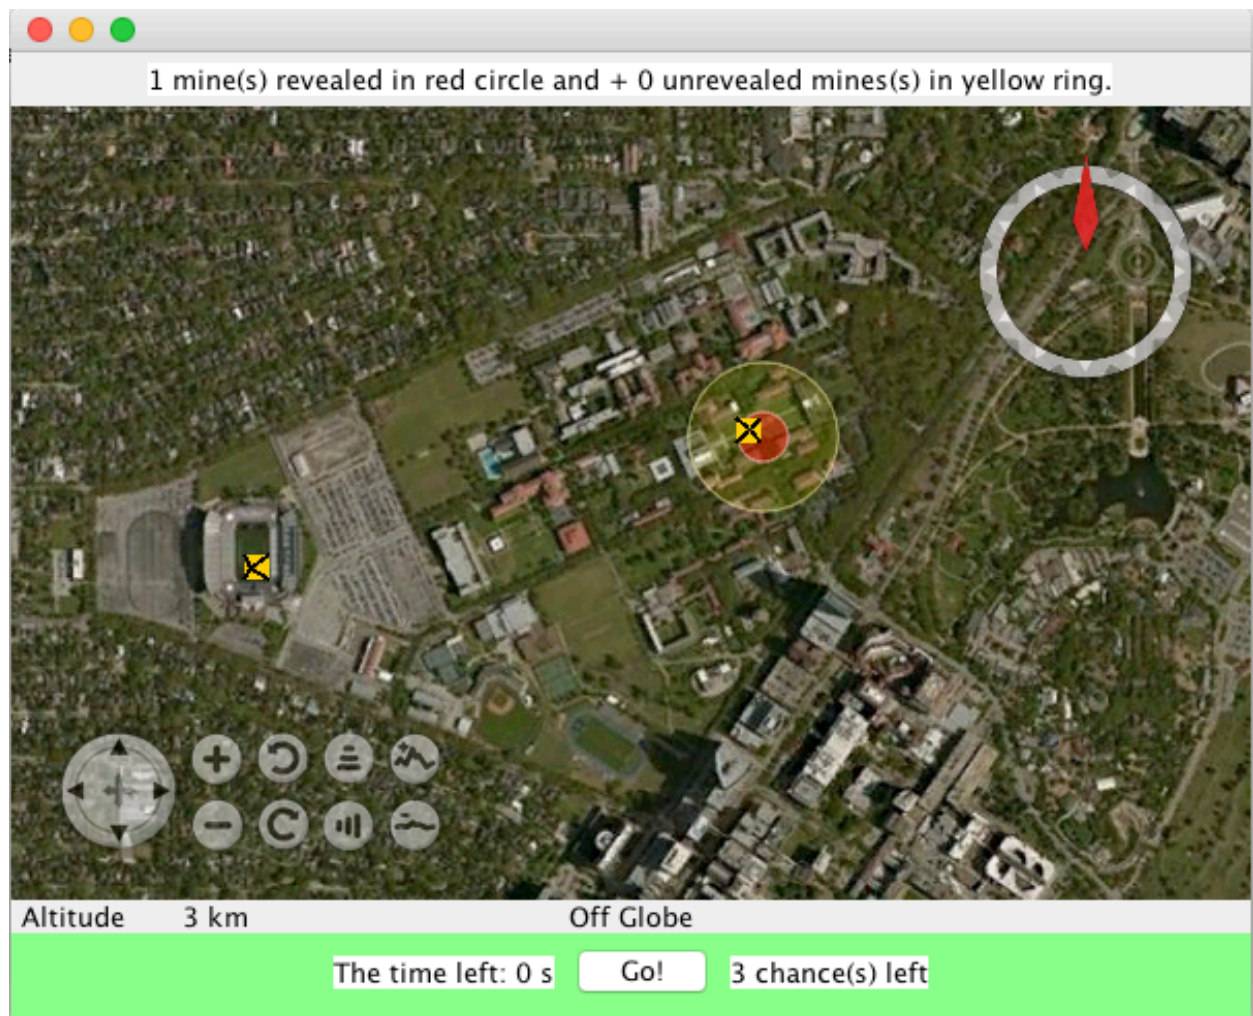 1 mine(s) revealed in red circle and + 0 unrevealed mines(s) in yellow ring.
Altitude 3 km Off Globe
The time left: 0 s Go! 3 chance(s) left